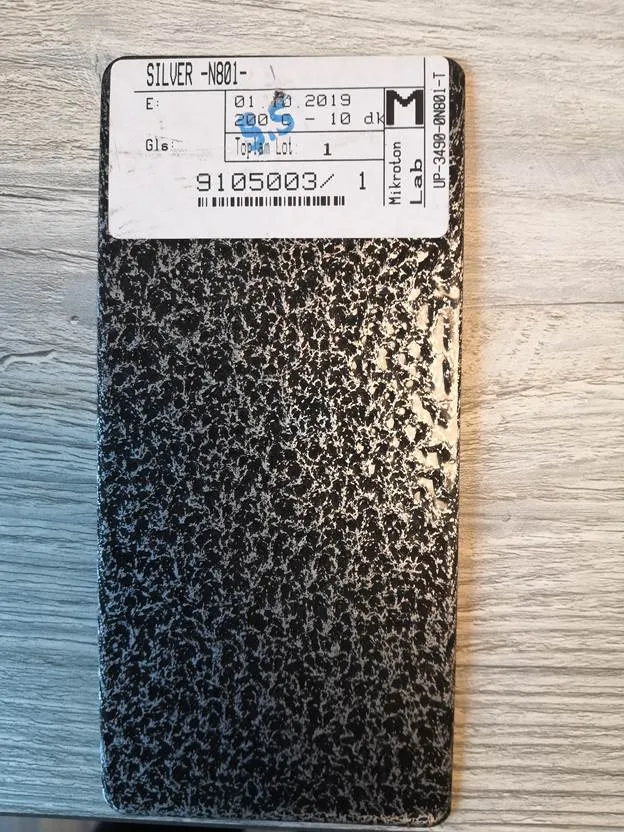 SILVER -N801-
E:
01.10.2019
200 C - 10 dk
Gls:
Toplam Lot: 1
9105003/ 1
M
Mikroton
Lab
UP-3490-0N801-T